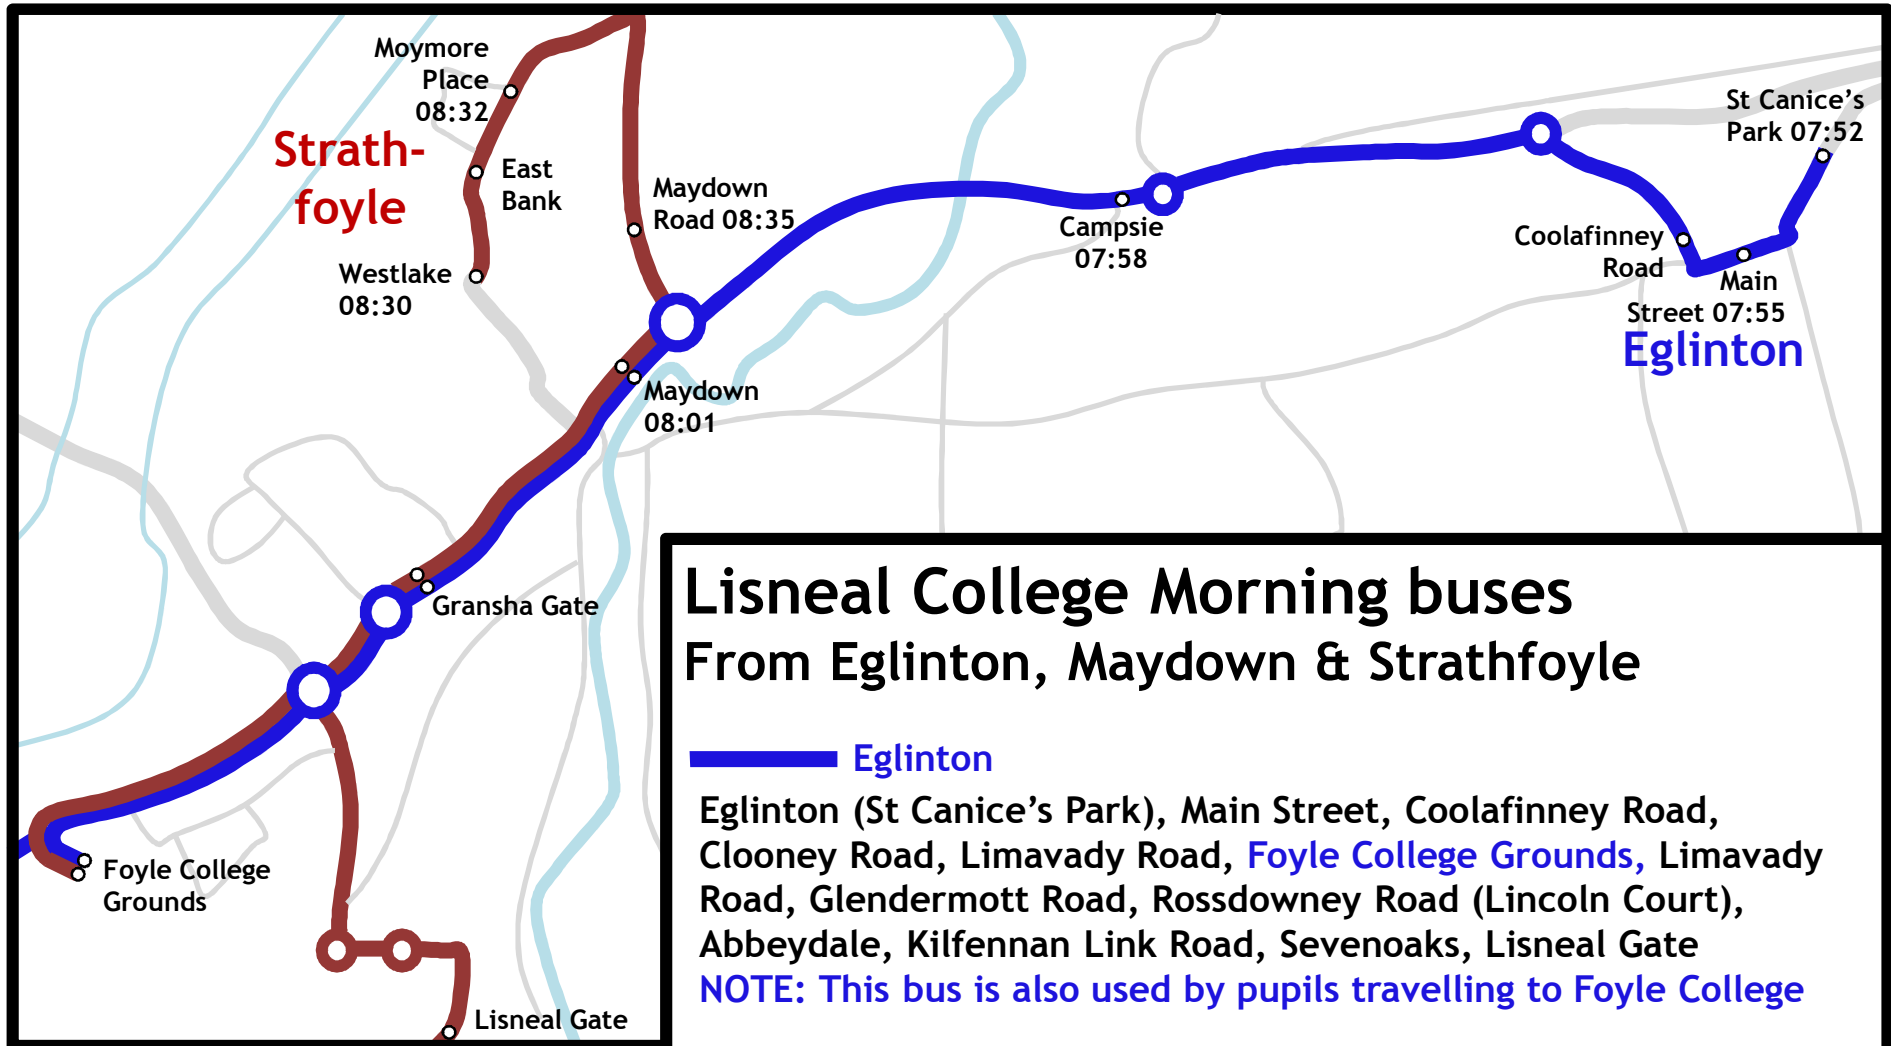 Moymore
Place
08:32
Strath-
foyle
East
Bank
Westlake
08:30
Maydown
Road 08:35
Maydown
08:01
Campsie
07:58
St Canice’s
Park 07:52
Coolafinney
Road
Main
Street 07:55
Eglinton
Gransha Gate
Foyle College
Grounds
Lisneal Gate
Lisneal College Morning buses
From Eglinton, Maydown & Strathfoyle
Eglinton
Eglinton (St Canice’s Park), Main Street, Coolafinney Road,
Clooney Road, Limavady Road, Foyle College Grounds, Limavady
Road, Glendermott Road, Rossdowney Road (Lincoln Court),
Abbeydale, Kilfennan Link Road, Sevenoaks, Lisneal Gate
NOTE: This bus is also used by pupils travelling to Foyle College